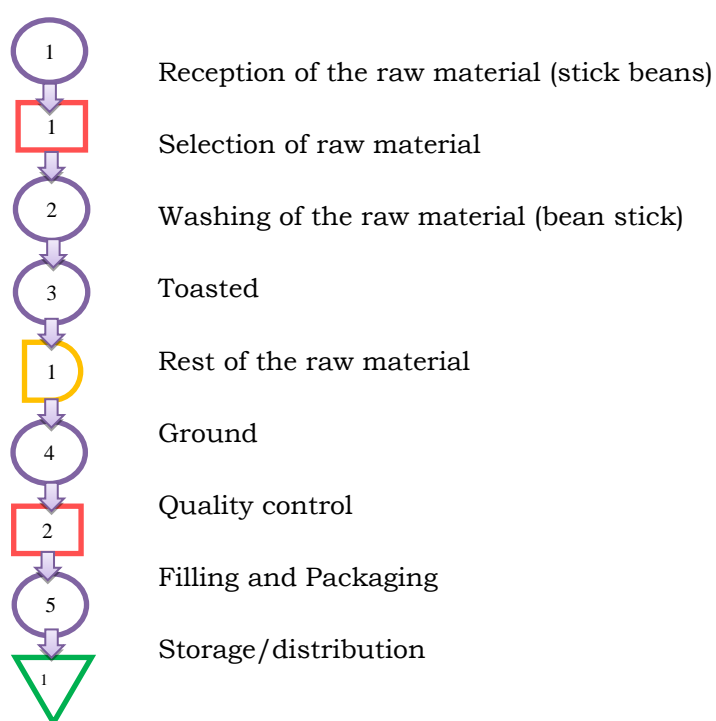 1
Reception of the raw material (stick beans)
1
Selection of raw material
2
Washing of the raw material (bean stick)
3
Toasted
1
Rest of the raw material
4
Ground
2
Quality control
5
Filling and Packaging
1
Storage/distribution